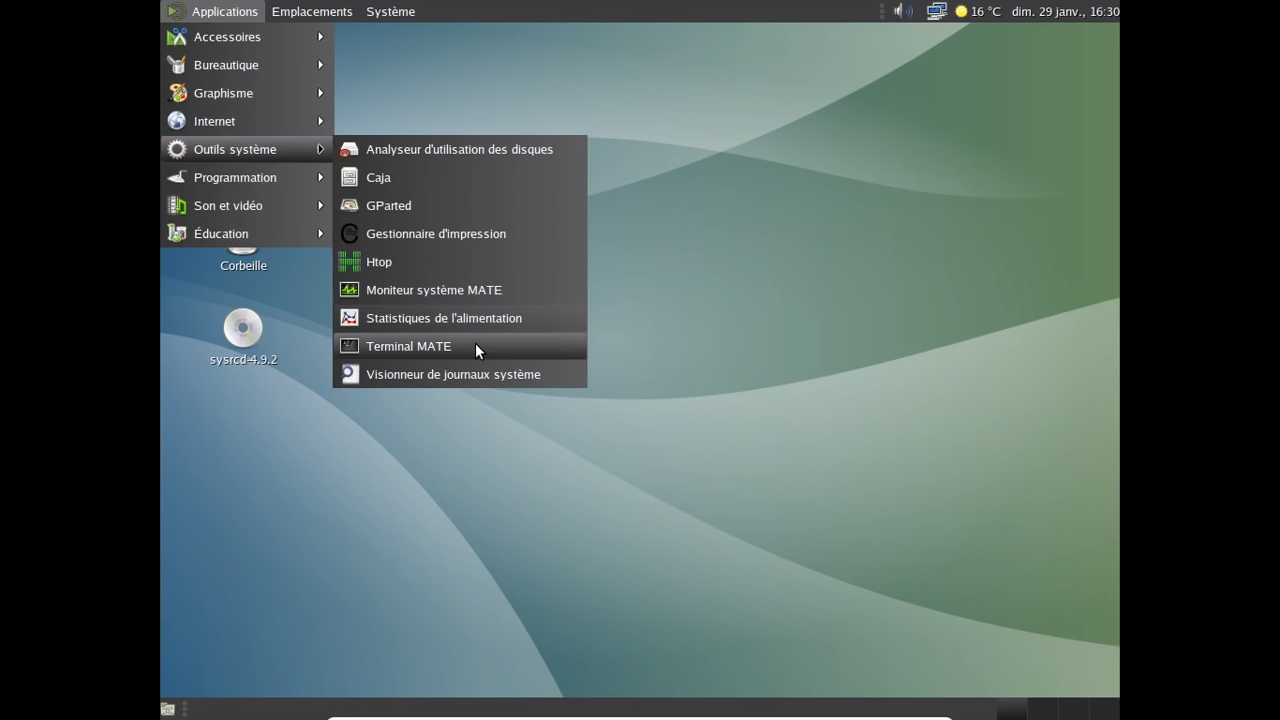 Applications Emplacements Système 16 °C dim. 29 janv., 16:30
Accessoires
Bureautique
Graphisme
Internet
Outils système
Programmation
Son et vidéo
Éducation
Analyseur d'utilisation des disques
Caja
GParted
Gestionnaire d'impression
Htop
Moniteur système MATE
Statistiques de l'alimentation
Terminal MATE
Visionneur de journaux système
Corbeille
sysrcd-4.9.2